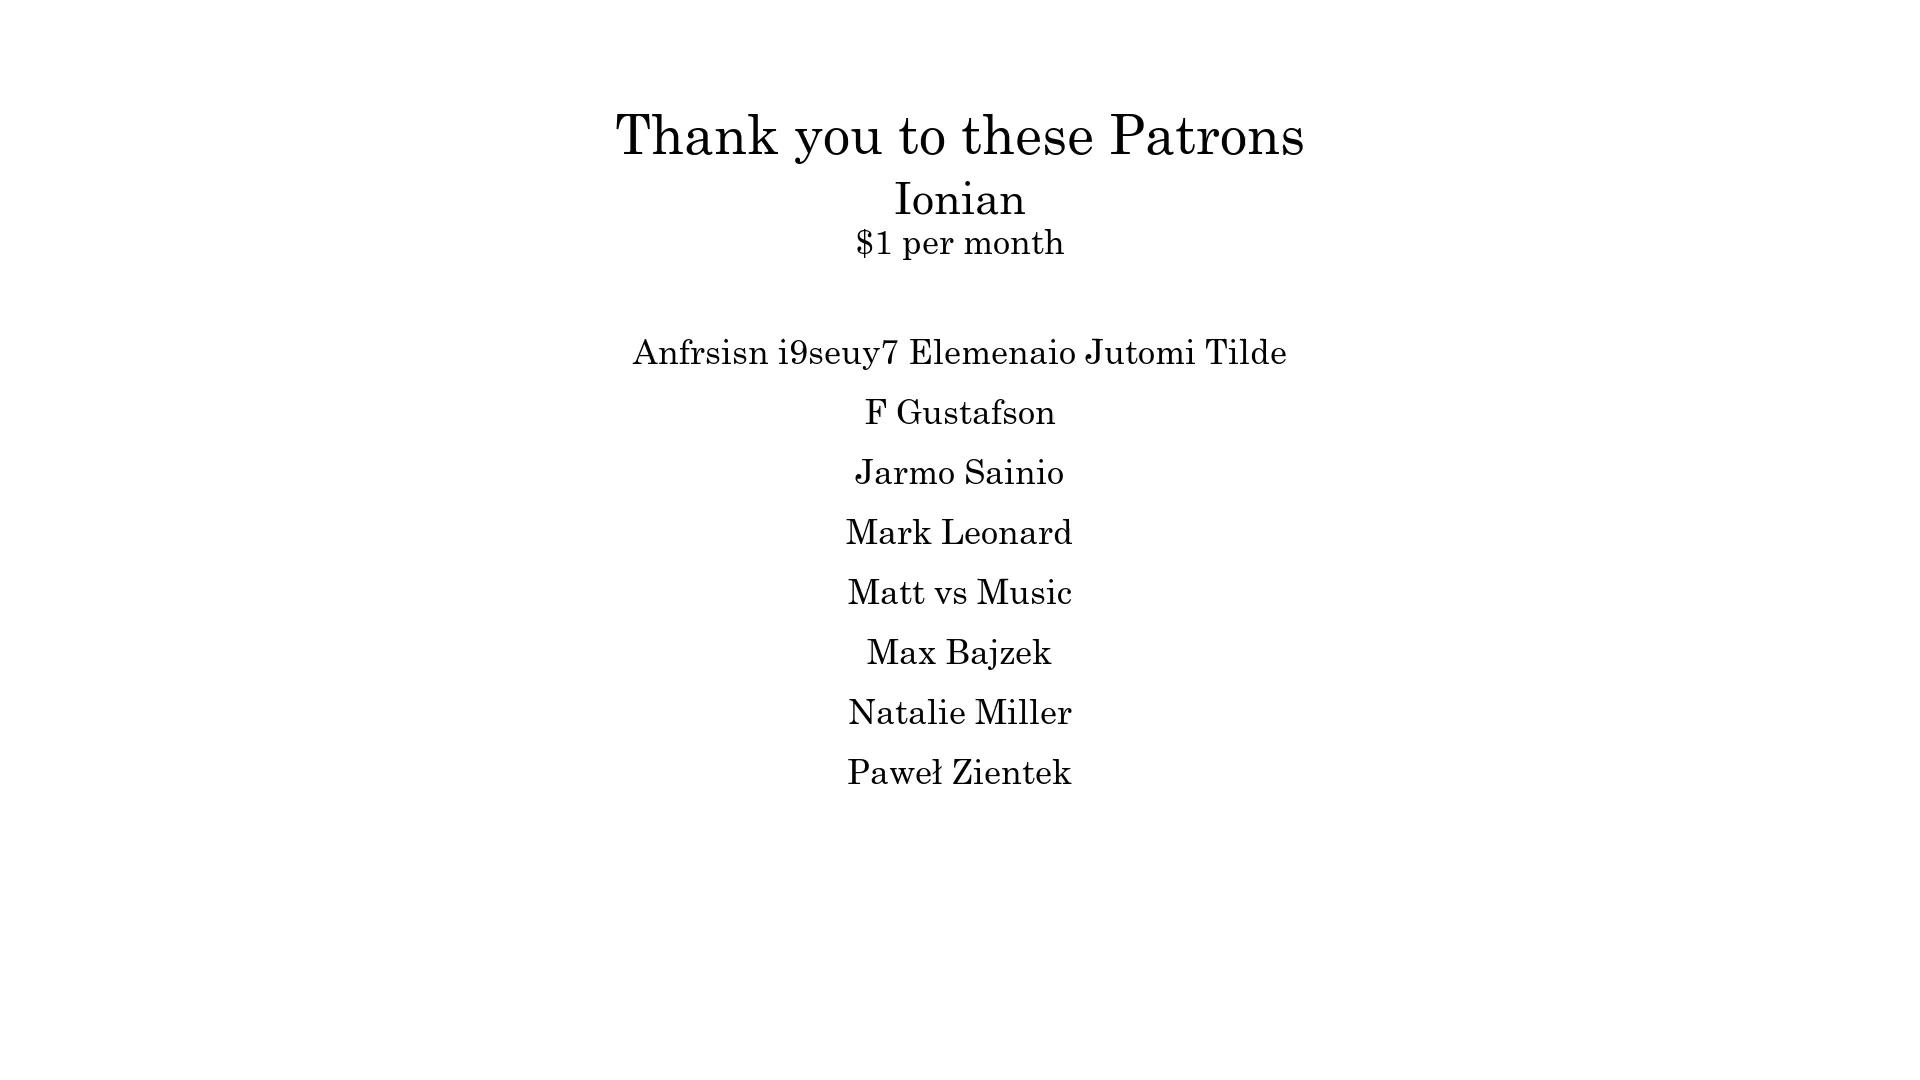 Thank you to these Patrons
Ionian
$1 per month
Anfrsisn i9seuy7 Elemenaio Jutomi Tilde
F Gustafson
Jarmo Sainio
Mark Leonard
Matt vs Music
Max Bajzek
Natalie Miller
Paweł Zientek